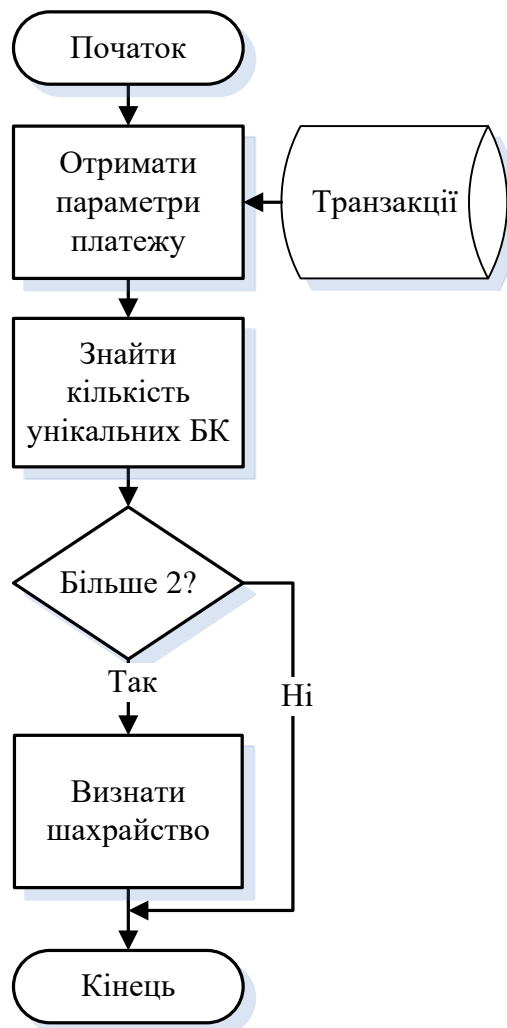 Початок
Отримати
параметри
платежу
Транзакції
Знайти
кількість
унікальних БК
Більше 2?
Так
Ні
Визнати
шахрайство
Кінець